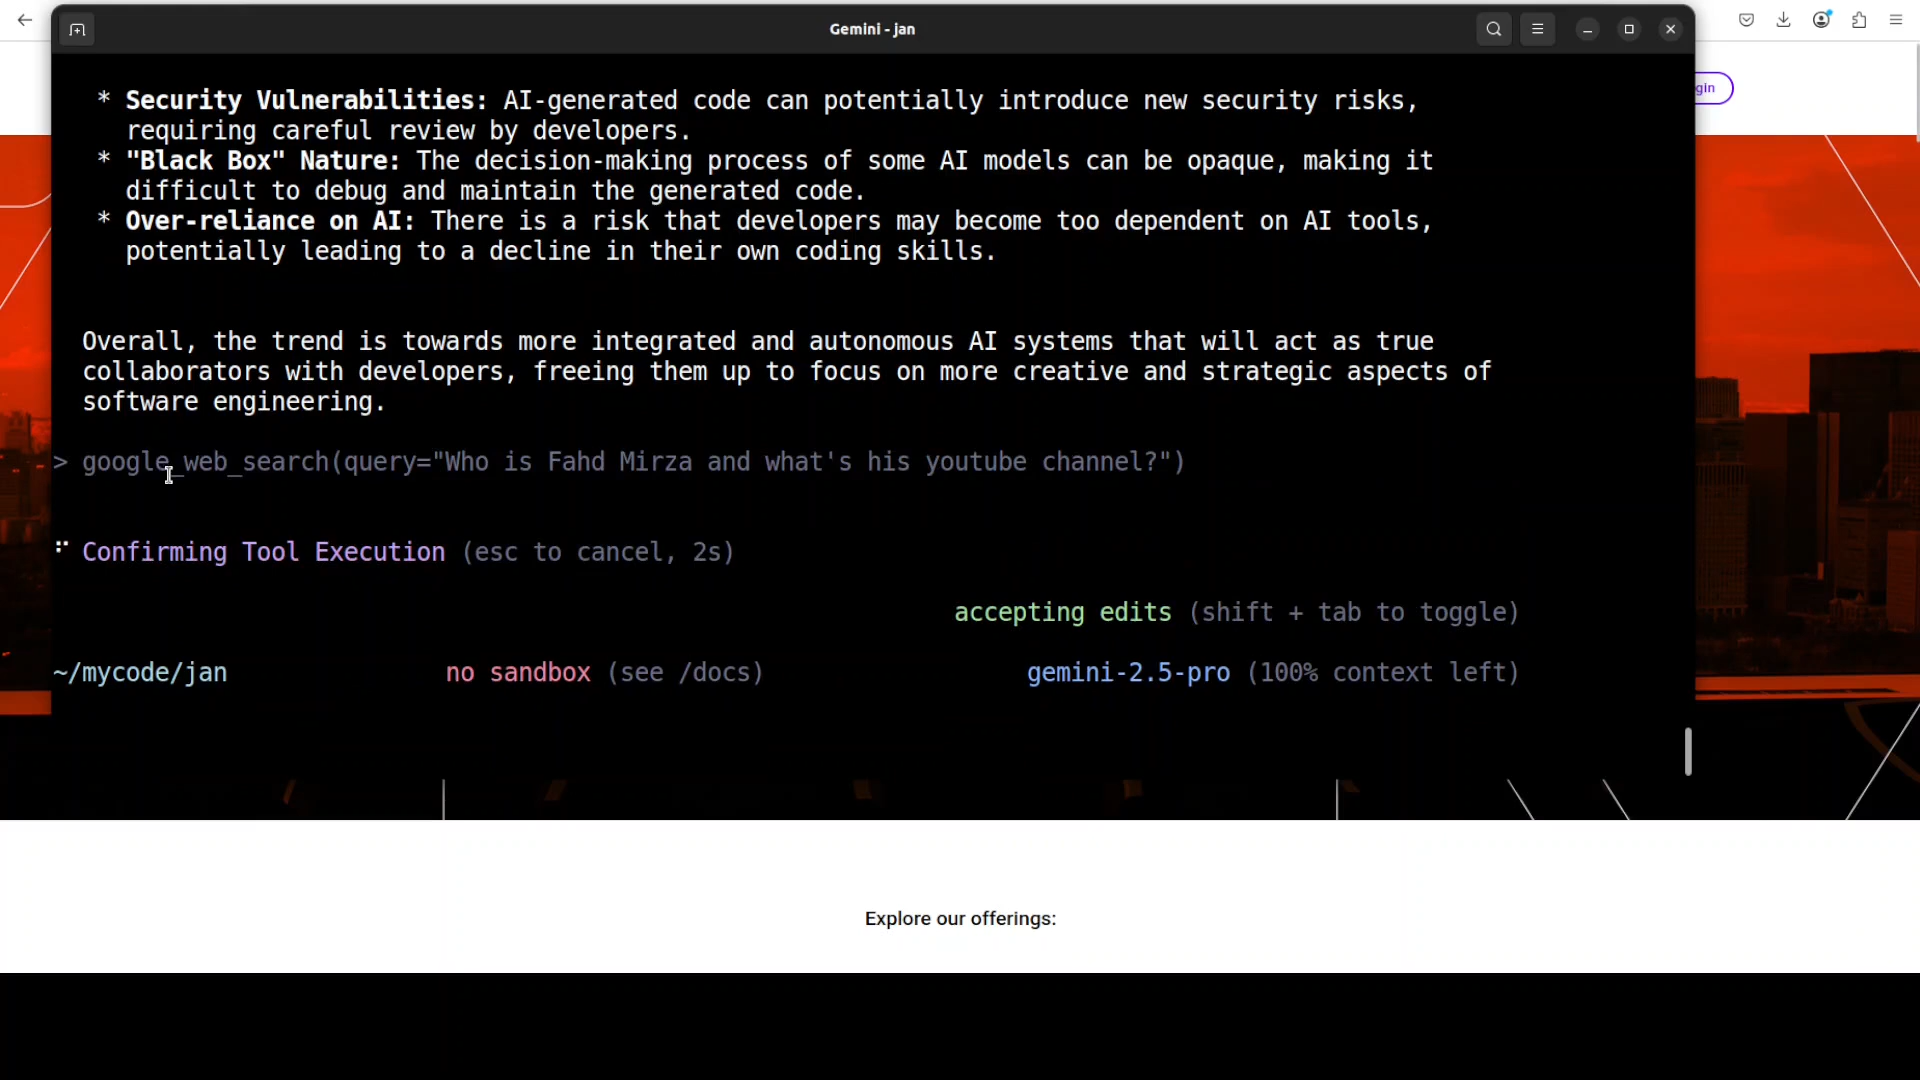 Gemini - jan
gin
* Security Vulnerabilities: AI-generated code can potentially introduce new security risks,
requiring careful review by developers.
* "Black Box" Nature: The decision-making process of some AI models can be opaque, making it
difficult to debug and maintain the generated code.
* Over-reliance on AI: There is a risk that developers may become too dependent on AI tools,
potentially leading to a decline in their own coding skills.
Overall, the trend is towards more integrated and autonomous AI systems that will act as true
collaborators with developers, freeing them up to focus on more creative and strategic aspects of
software engineering.
> google_web_search(query="Who is Fahd Mirza and what's his youtube channel?")
Confirming Tool Execution (esc to cancel, 2s)
accepting edits (shift + tab to toggle)
~/mycode/jan no sandbox (see /docs) gemini-2.5-pro (100% context left)
Explore our offerings: